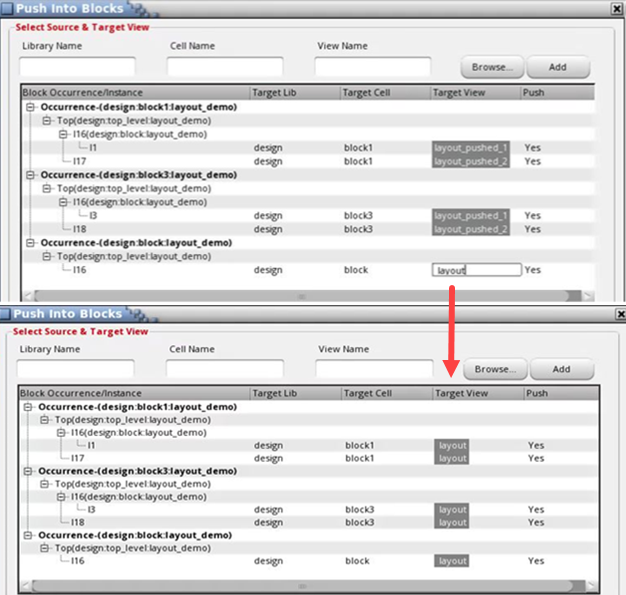 Push Into Blocks
Select Source & Target View
Library Name Cell Name View Name
Browse... Add
Block Occurrence/Instance Target Lib Target Cell Target View Push
Occurrence-(design:block1:layout_demo)
Top(design:top_level:layout_demo)
I16(design:block:layout_demo)
I1 design block1 layout_pushed_1 Yes
I17 design block1 layout_pushed_2 Yes
Occurrence-(design:block3:layout_demo)
Top(design:top_level:layout_demo)
I16(design:block:layout_demo)
I3 design block3 layout_pushed_1 Yes
I18 design block3 layout_pushed_2 Yes
Occurrence-(design:block:layout_demo)
Top(design:top_level:layout_demo)
I16 design block layout Yes
Push Into Blocks
Select Source & Target View
Library Name Cell Name View Name
Browse... Add
Block Occurrence/Instance Target Lib Target Cell Target View Push
Occurrence-(design:block1:layout_demo)
Top(design:top_level:layout_demo)
I16(design:block:layout_demo)
I1 design block1 layout Yes
I17 design block1 layout Yes
Occurrence-(design:block3:layout_demo)
Top(design:top_level:layout_demo)
I16(design:block:layout_demo)
I3 design block3 layout Yes
I18 design block3 layout Yes
Occurrence-(design:block:layout_demo)
Top(design:top_level:layout_demo)
I16 design block layout Yes